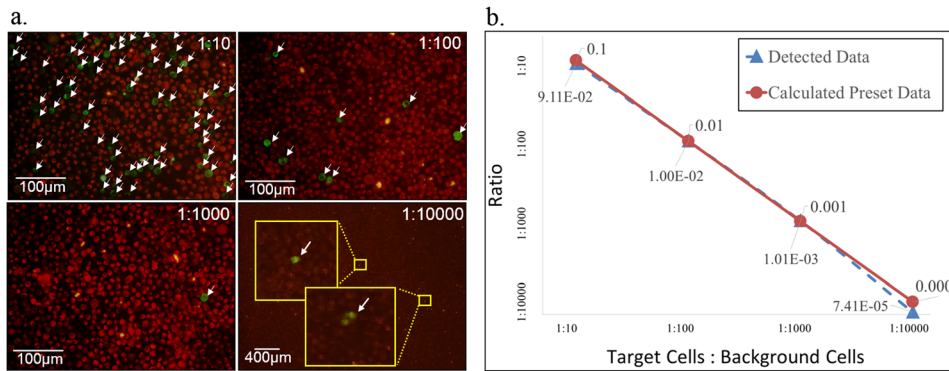 a.
1:10
100μm
1:100
100μm
1:1000
100μm
1:10000
400μm
b.
Detected Data
Calculated Preset Data
Ratio
1:10
1:100
1:1000
1:10000
0.1
9.11E-02
0.01
1.00E-02
0.001
1.01E-03
0.000
7.41E-05
1:10
1:100
1:1000
1:10000
Target Cells : Background Cells